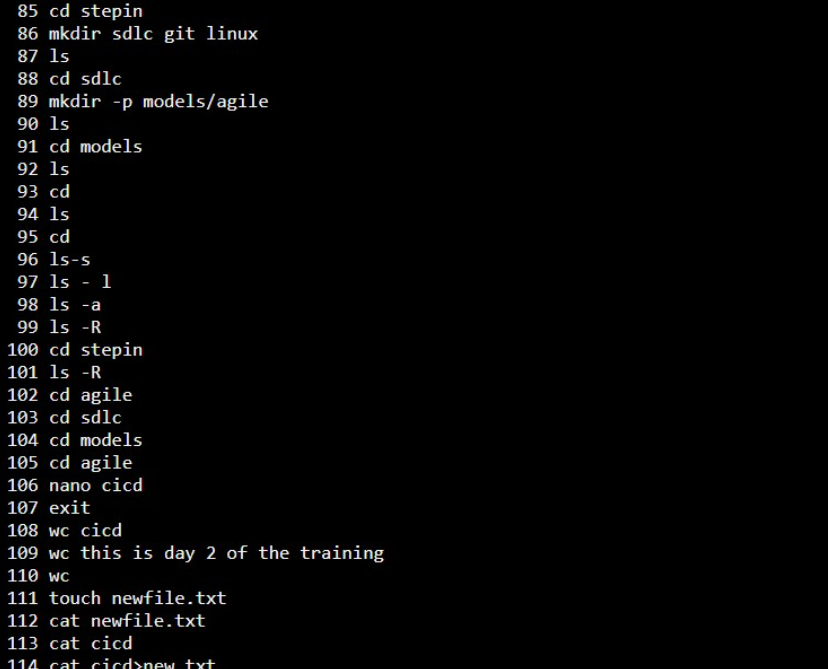 85 cd stepin
86 mkdir sdlc git linux
87 ls
88 cd sdlc
89 mkdir -p models/agile
90 ls
91 cd models
92 ls
93 cd
94 ls
95 cd
96 ls-s
97 ls - l
98 ls -a
99 ls -R
100 cd stepin
101 ls -R
102 cd agile
103 cd sdlc
104 cd models
105 cd agile
106 nano cicd
107 exit
108 wc cicd
109 wc this is day 2 of the training
110 wc
111 touch newfile.txt
112 cat newfile.txt
113 cat cicd
114 cat cicd>new.txt